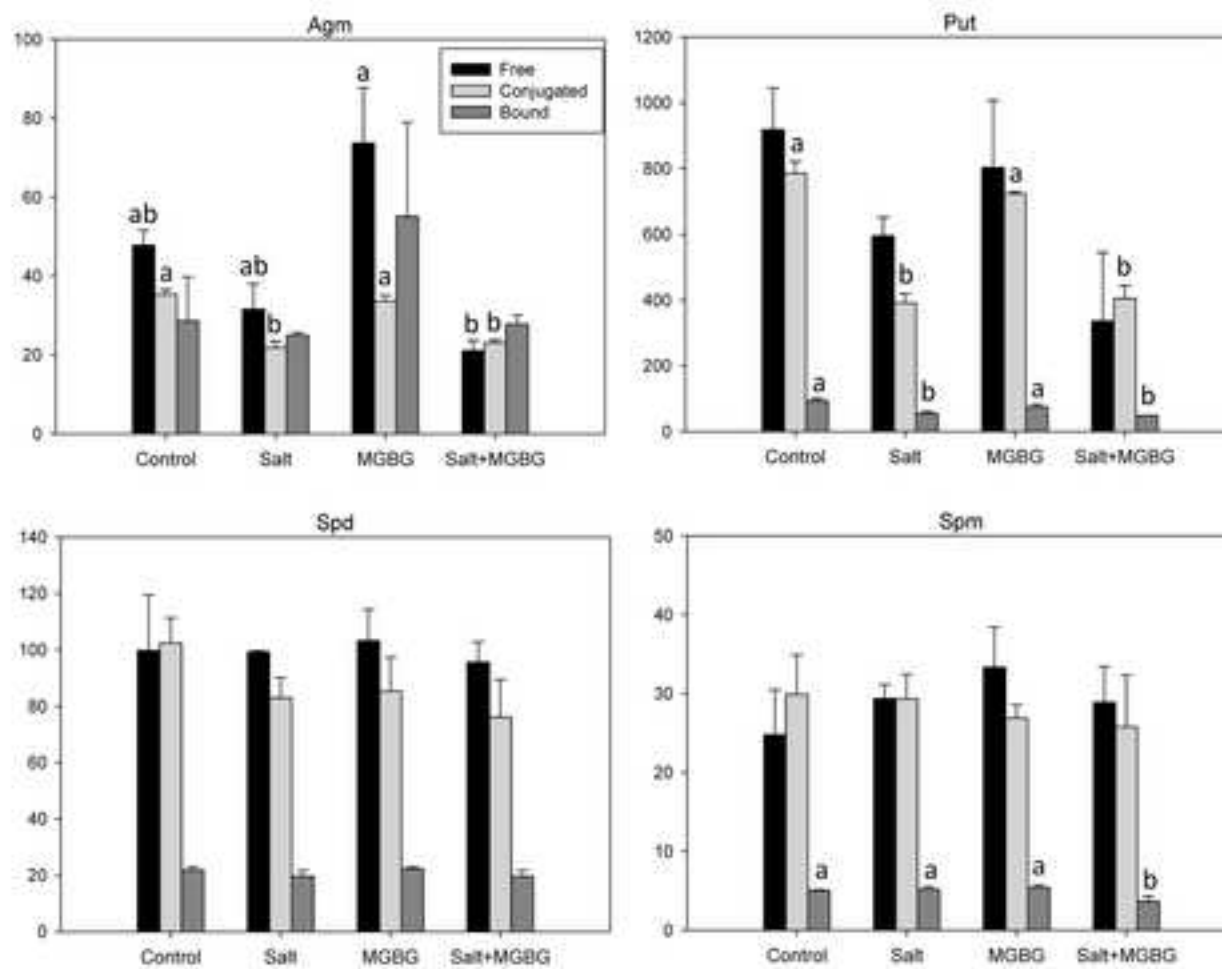 Agm
100
80
60
40
20
0
Free
Conjugated
Bound
ab
a
ab
b
a
a
b b
Control Salt MGBG Salt+MGBG
Put
1200
1000
800
600
400
200
0
a
a
b
b
a
b
a
b
Control Salt MGBG Salt+MGBG
Spd
140
120
100
80
60
40
20
0
Control Salt MGBG Salt+MGBG
Spm
50
40
30
20
10
0
a
a
a
b
Control Salt MGBG Salt+MGBG